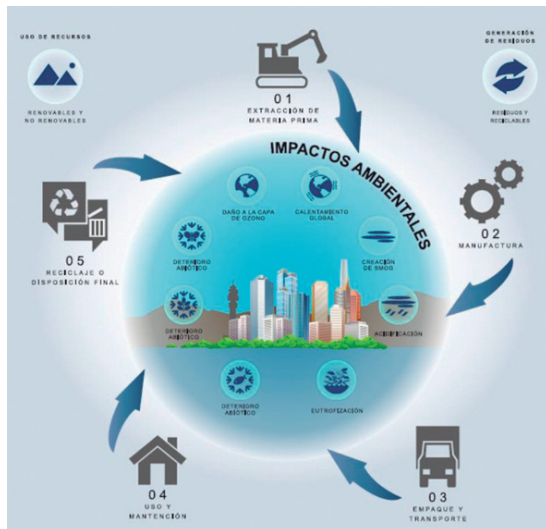 USO DE RECURSOS
RENOVABLES Y
NO RENOVABLES
GENERACIÓN
DE RESIDUOS
RESIDUOS Y
RECICLABLES
01
EXTRACCIÓN DE
MATERIA PRIMA
IMPACTOS AMBIENTALES
DAÑO A LA CAPA
DE OZONO
CALENTAMIENTO
GLOBAL
DETERIORO
ABIÓTICO
CREACIÓN
DE SMOG
DETERIORO
ABIÓTICO
ACIDIFICACIÓN
DETERIORO
ABIÓTICO
EUTROFIZACIÓN
02
MANUFACTURA
03
EMPAQUE Y
TRANSPORTE
04
USO Y
MANTENCIÓN
05
RECICLAJE O
DISPOSICIÓN FINAL